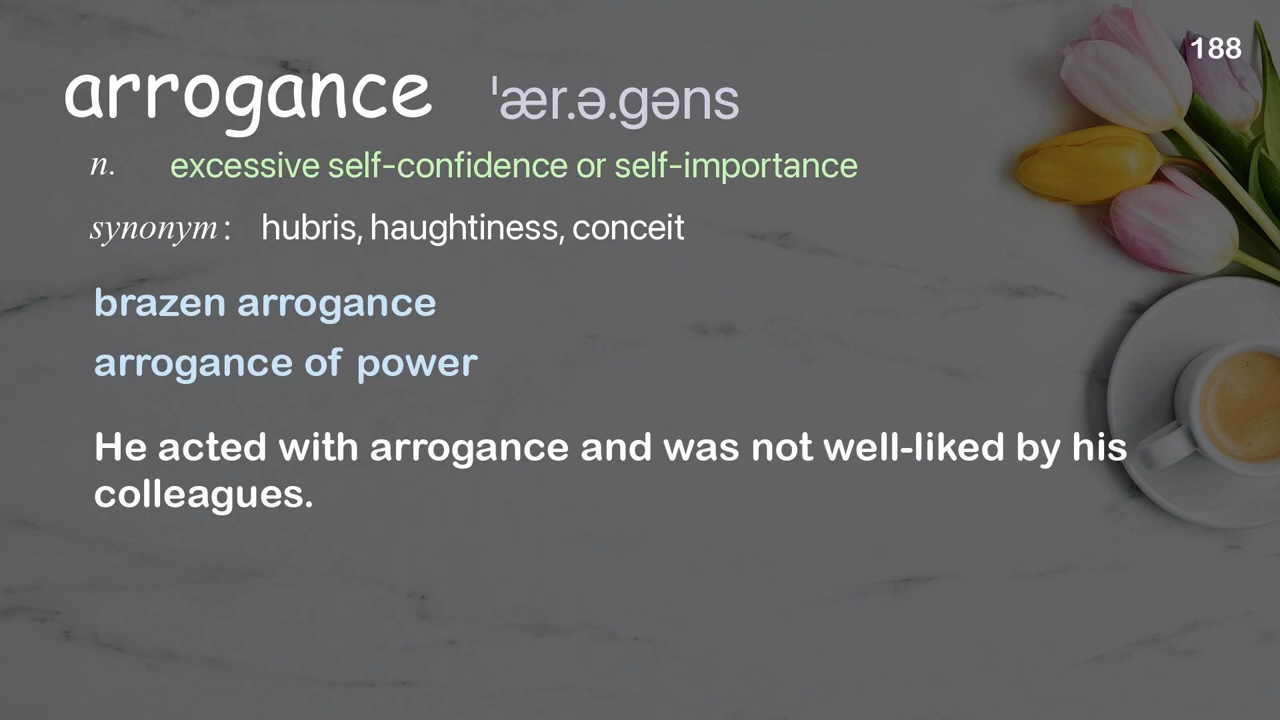 188
arrogance ˈær.ə.gəns
n. excessive self-confidence or self-importance
synonym: hubris, haughtiness, conceit
brazen arrogance
arrogance of power
He acted with arrogance and was not well-liked by his
colleagues.